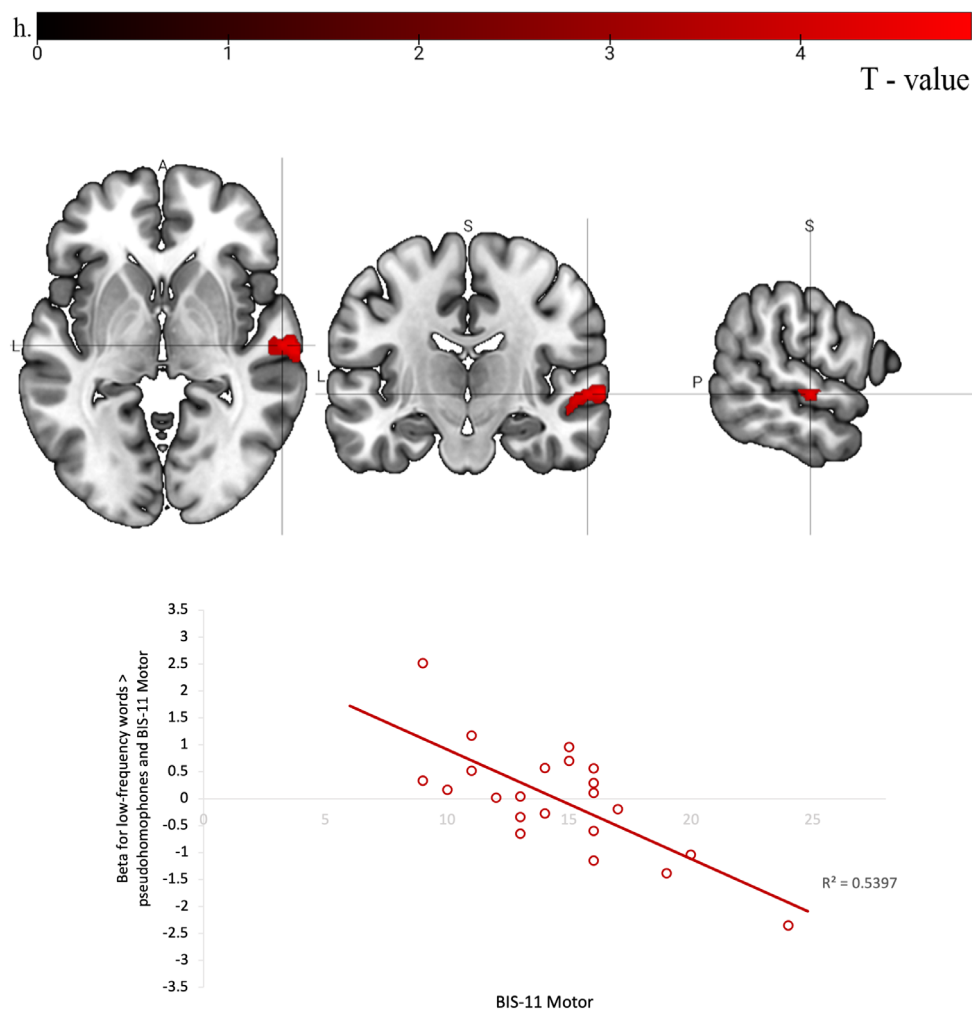 h.
0 1 2 3 4
T - value
A
S
S
L
L
P
3.5
3
2.5
2
1.5
1
0.5
0
-0.5
-1
-1.5
-2
-2.5
-3
-3.5
Beta for low-frequency words >
pseudohomophones and BIS-11 Motor
0 5 10 15 20 25
R² = 0.5397
BIS-11 Motor